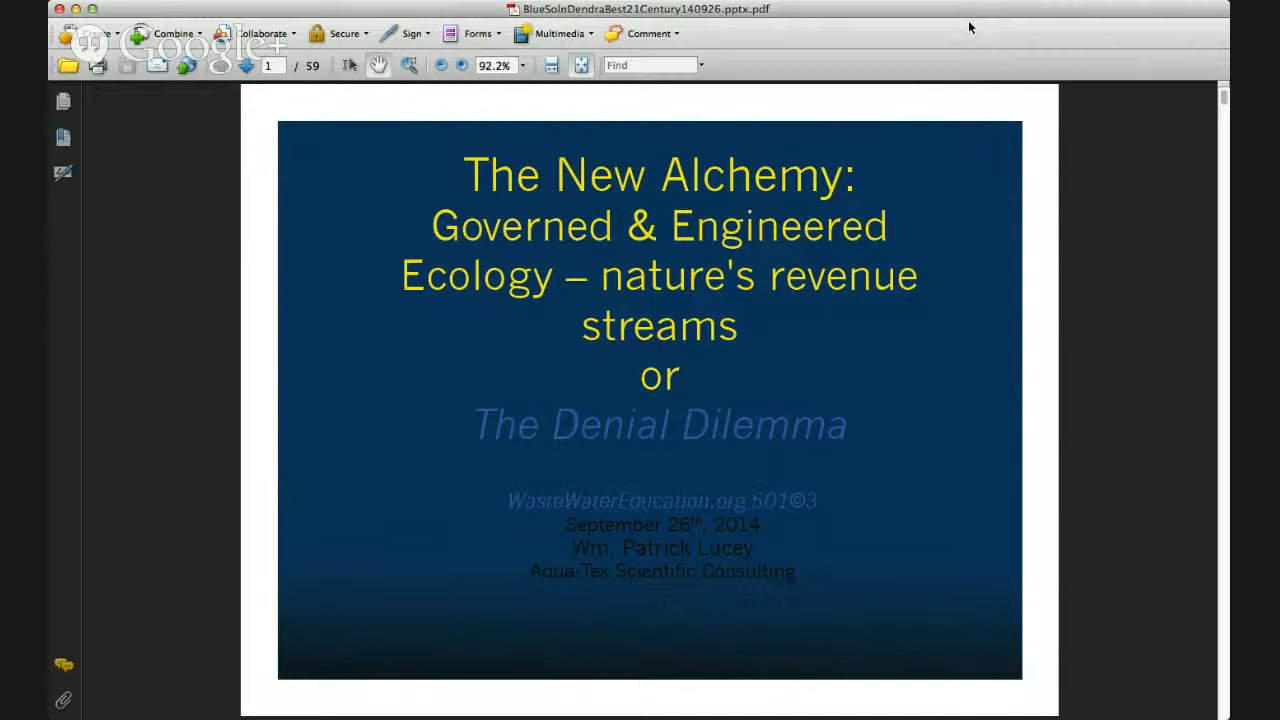 BlueSolnDendraBest21Century140926.pptx.pdf
Create Combine Collaborate Secure Sign Forms Multimedia Comment
Google+
1 / 59 92.2% Find
The New Alchemy:
Governed & Engineered
Ecology – nature's revenue
streams
or
The Denial Dilemma
WasteWaterEducation.org 501©3
September 26th, 2014
Wm. Patrick Lucey
Aqua-Tex Scientific Consulting